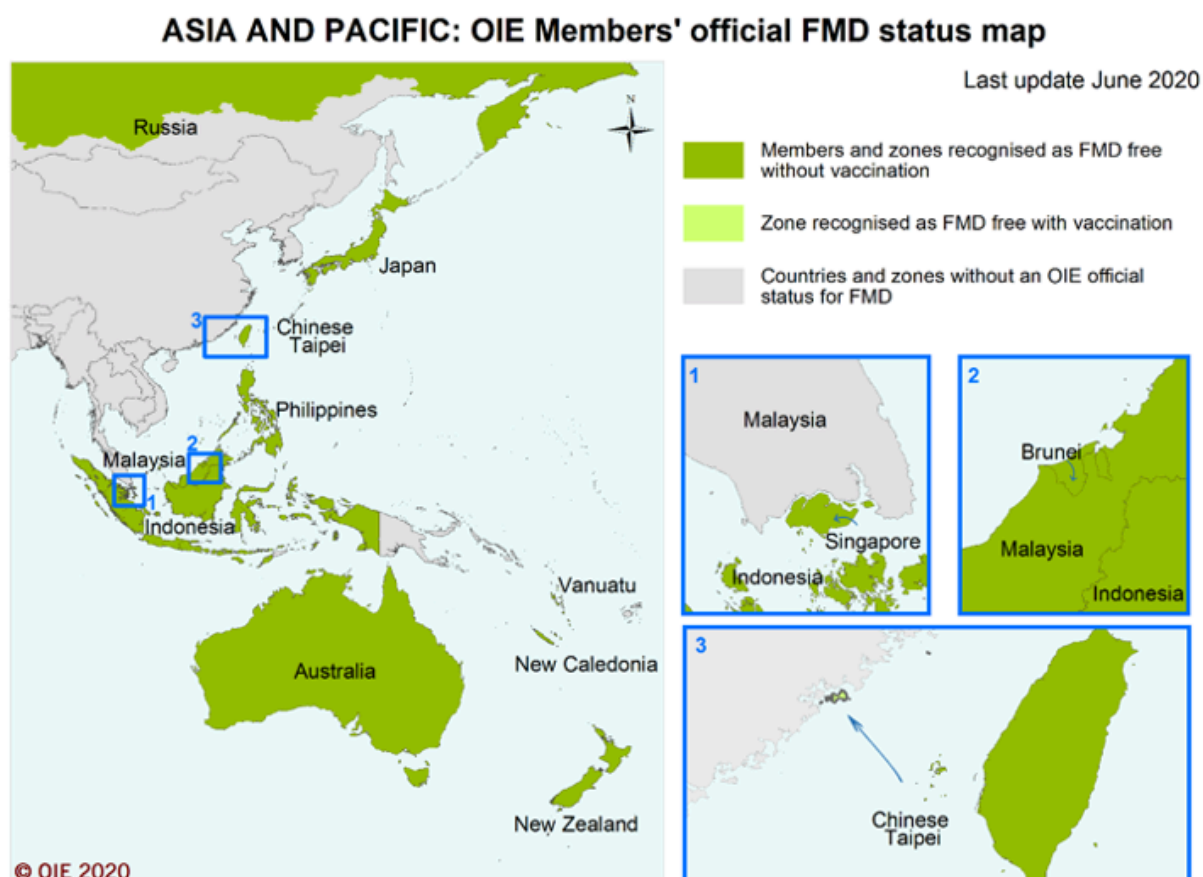 ASIA AND PACIFIC: OIE Members' official FMD status map
Last update June 2020
N
Russia
Japan
3
Chinese
Taipei
Philippines
2
Malaysia
1
Indonesia
Vanuatu
New Caledonia
Australia
New Zealand
© OIE 2020
Members and zones recognised as FMD free
without vaccination
Zone recognised as FMD free with vaccination
Countries and zones without an OIE official
status for FMD
1
Malaysia
Singapore
Indonesia
2
Brunei
Malaysia
Indonesia
3
Chinese
Taipei